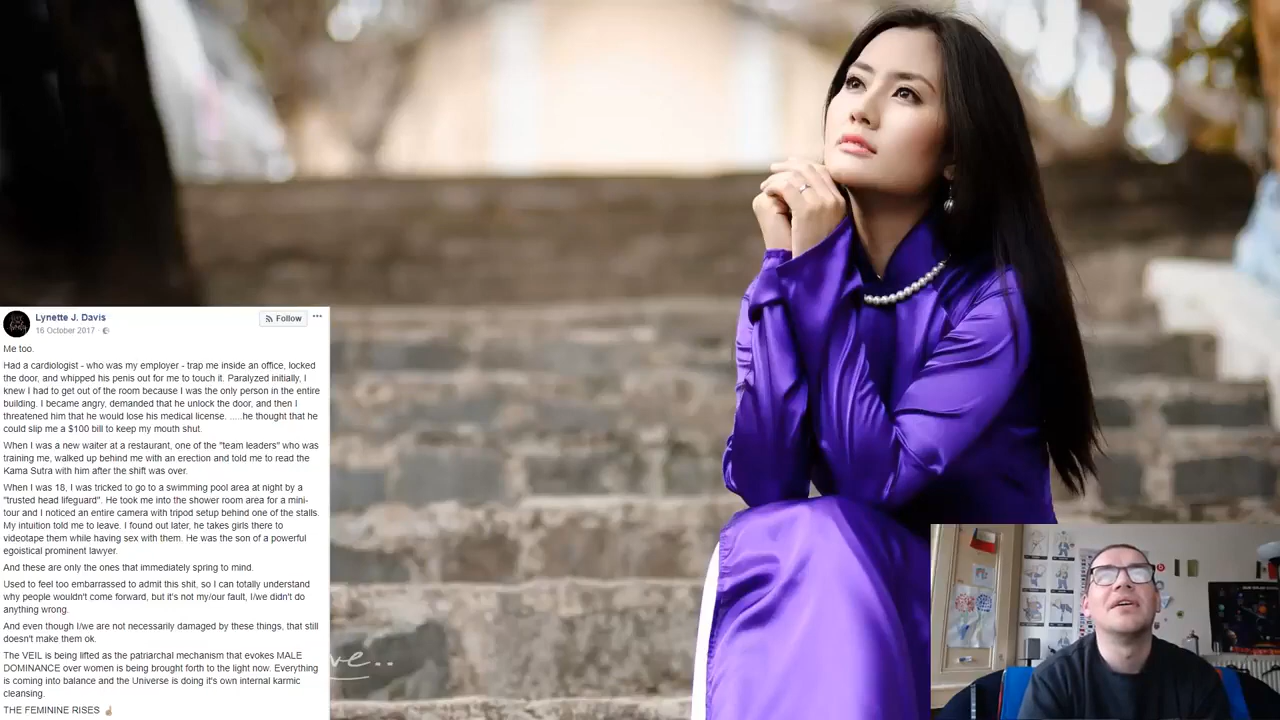 Lynette J. Davis
Follow
16 October 2017
Me too.
Had a cardiologist - who was my employer - trap me inside an office, locked
the door, and whipped his penis out for me to touch it. Paralyzed initially, I
knew I had to get out of the room because I was the only person in the entire
building. I became angry, demanded that he unlock the door, and then I
threatened him that he would lose his medical license. .....he thought that he
could slip me a $100 bill to keep my mouth shut.
When I was a new waiter at a restaurant, one of the "team leaders" who was
training me, walked up behind me with an erection and told me to read the
Kama Sutra with him after the shift was over.
When I was 18, I was tricked to go to a swimming pool area at night by a
"trusted head lifeguard". He took me into the shower room area for a mini-
tour and I noticed an entire camera with tripod setup behind one of the stalls.
My intuition told me to leave. I found out later, he takes girls there to
videotape them while having sex with them. He was the son of a powerful
egoistical prominent lawyer.
And these are only the ones that immediately spring to mind.
Used to feel too embarrassed to admit this shit, so I can totally understand
why people wouldn't come forward, but it's not my/our fault, I/we didn't do
anything wrong.
And even though I/we are not necessarily damaged by these things, that still
doesn't make them ok.
The VEIL is being lifted as the patriarchal mechanism that evokes MALE
DOMINANCE over women is being brought forth to the light now. Everything
is coming into balance and the Universe is doing it's own internal karmic
cleansing.
THE FEMININE RISES ☝🏽